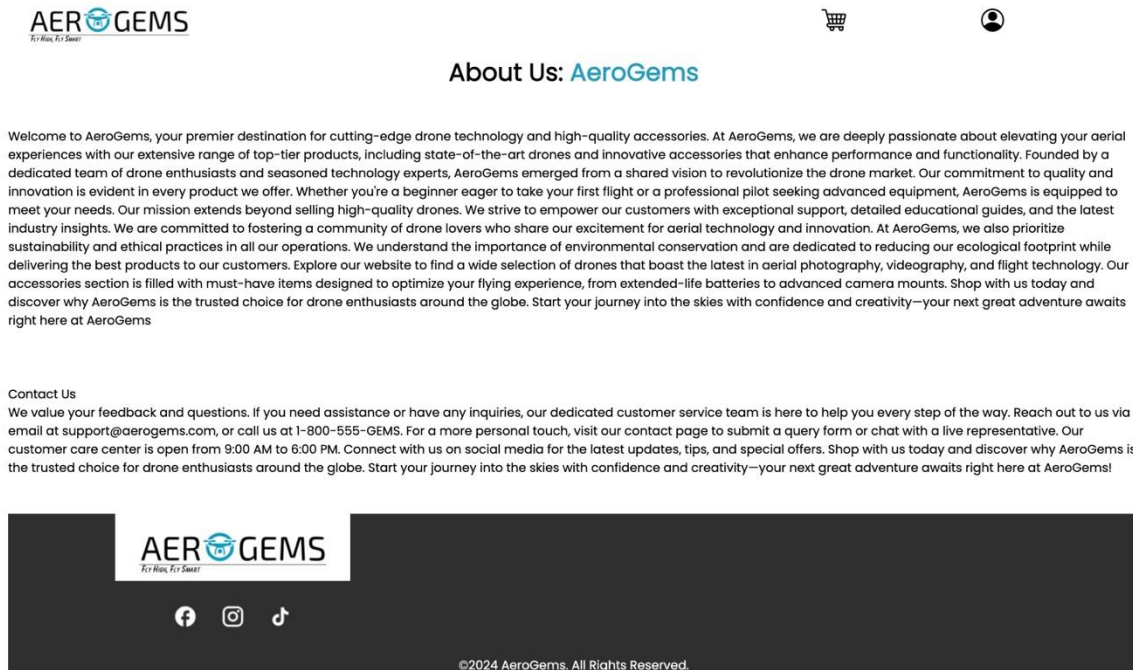 AEROGEMS
Fly High, Fly Smart
About Us: AeroGems
Welcome to AeroGems, your premier destination for cutting-edge drone technology and high-quality accessories. At AeroGems, we are deeply passionate about elevating your aerial
experiences with our extensive range of top-tier products, including state-of-the-art drones and innovative accessories that enhance performance and functionality. Founded by a
dedicated team of drone enthusiasts and seasoned technology experts, AeroGems emerged from a shared vision to revolutionize the drone market. Our commitment to quality and
innovation is evident in every product we offer. Whether you're a beginner eager to take your first flight or a professional pilot seeking advanced equipment, AeroGems is equipped to
meet your needs. Our mission extends beyond selling high-quality drones. We strive to empower our customers with exceptional support, detailed educational guides, and the latest
industry insights. We are committed to fostering a community of drone lovers who share our excitement for aerial technology and innovation. At AeroGems, we also prioritize
sustainability and ethical practices in all our operations. We understand the importance of environmental conservation and are dedicated to reducing our ecological footprint while
delivering the best products to our customers. Explore our website to find a wide selection of drones that boast the latest in aerial photography, videography, and flight technology. Our
accessories section is filled with must-have items designed to optimize your flying experience, from extended-life batteries to advanced camera mounts. Shop with us today and
discover why AeroGems is the trusted choice for drone enthusiasts around the globe. Start your journey into the skies with confidence and creativity—your next great adventure awaits
right here at AeroGems
Contact Us
We value your feedback and questions. If you need assistance or have any inquiries, our dedicated customer service team is here to help you every step of the way. Reach out to us via
email at support@aerogems.com, or call us at 1-800-555-GEMS. For a more personal touch, visit our contact page to submit a query form or chat with a live representative. Our
customer care center is open from 9:00 AM to 6:00 PM. Connect with us on social media for the latest updates, tips, and special offers. Shop with us today and discover why AeroGems is
the trusted choice for drone enthusiasts around the globe. Start your journey into the skies with confidence and creativity—your next great adventure awaits right here at AeroGems!
AEROGEMS
Fly High, Fly Smart
©2024 AeroGems. All Rights Reserved.